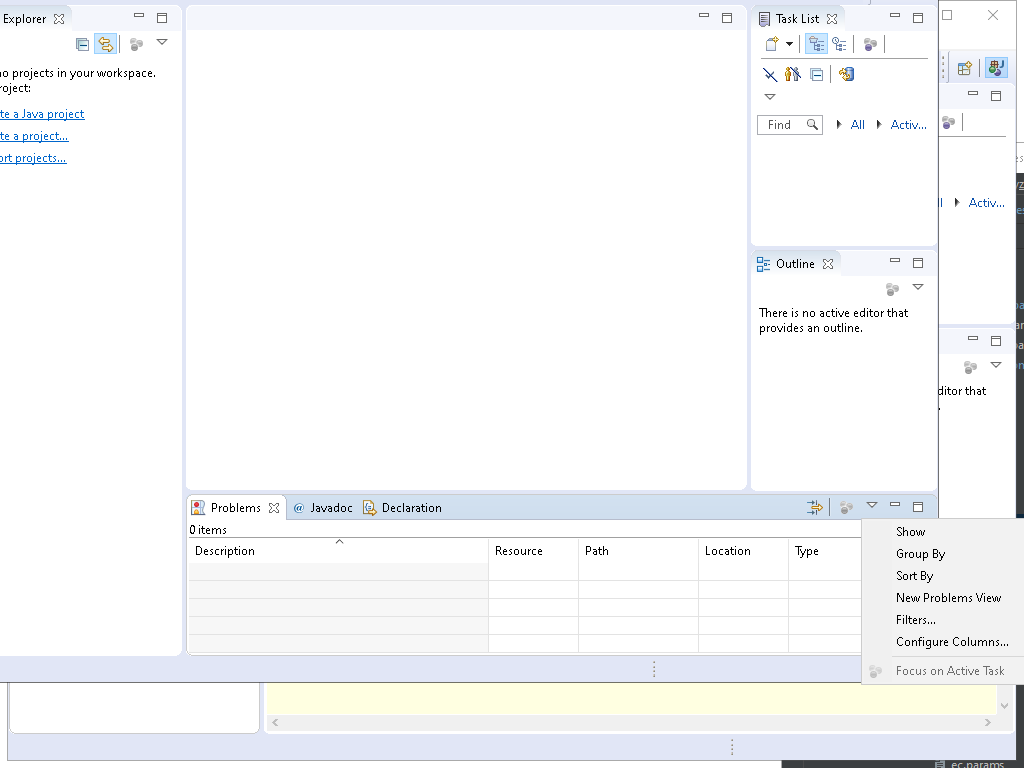 Explorer
no projects in your workspace.
roject:
te a Java project
te a project...
ort projects...
Task List
Find
All
Activ...
Activ...
Outline
There is no active editor that
provides an outline.
ditor that
Problems
@ Javadoc
Declaration
0 items
Description
Resource
Path
Location
Type
Show
Group By
Sort By
New Problems View
Filters...
Configure Columns...
Focus on Active Task
ec.params